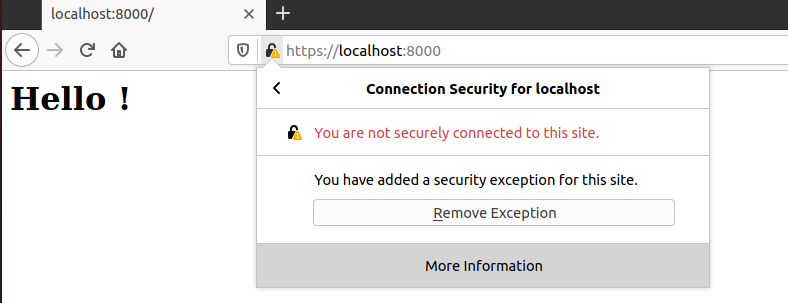 localhost:8000/
https://localhost:8000
Hello !
Connection Security for localhost
You are not securely connected to this site.
You have added a security exception for this site.
Remove Exception
More Information